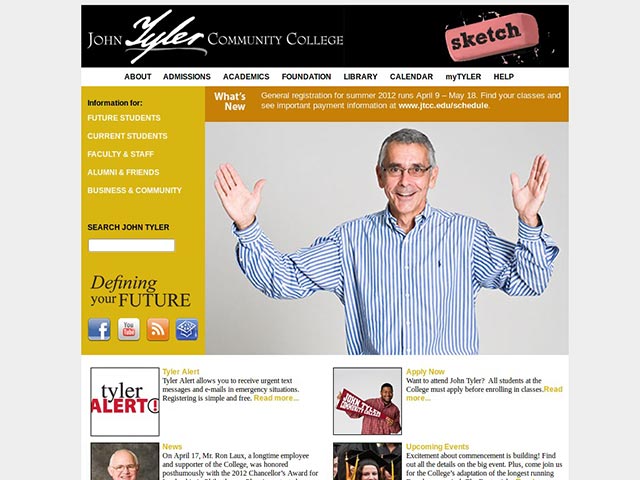 JOHN Tyler COMMUNITY COLLEGE
sketch
ABOUT ADMISSIONS ACADEMICS FOUNDATION LIBRARY CALENDAR myTYLER HELP
Information for:
FUTURE STUDENTS
CURRENT STUDENTS
FACULTY & STAFF
ALUMNI & FRIENDS
BUSINESS & COMMUNITY
SEARCH JOHN TYLER
Defining
your FUTURE
You
Tube
What's
New
General registration for summer 2012 runs April 9 – May 18. Find your classes and
see important payment information at www.jtcc.edu/schedule.
tyler
ALERT!
Tyler Alert
Tyler Alert allows you to receive urgent text
messages and e-mails in emergency situations.
Registering is simple and free. Read more...
Apply Now
Want to attend John Tyler? All students at the
College must apply before enrolling in classes.Read
more...
News
On April 17, Mr. Ron Laux, a longtime employee
and supporter of the College, was honored
posthumously with the 2012 Chancellor's Award for
Upcoming Events
Excitement about commencement is building! Find
out all the details on the big event. Plus, come join us
for the College's adaptation of the longest running